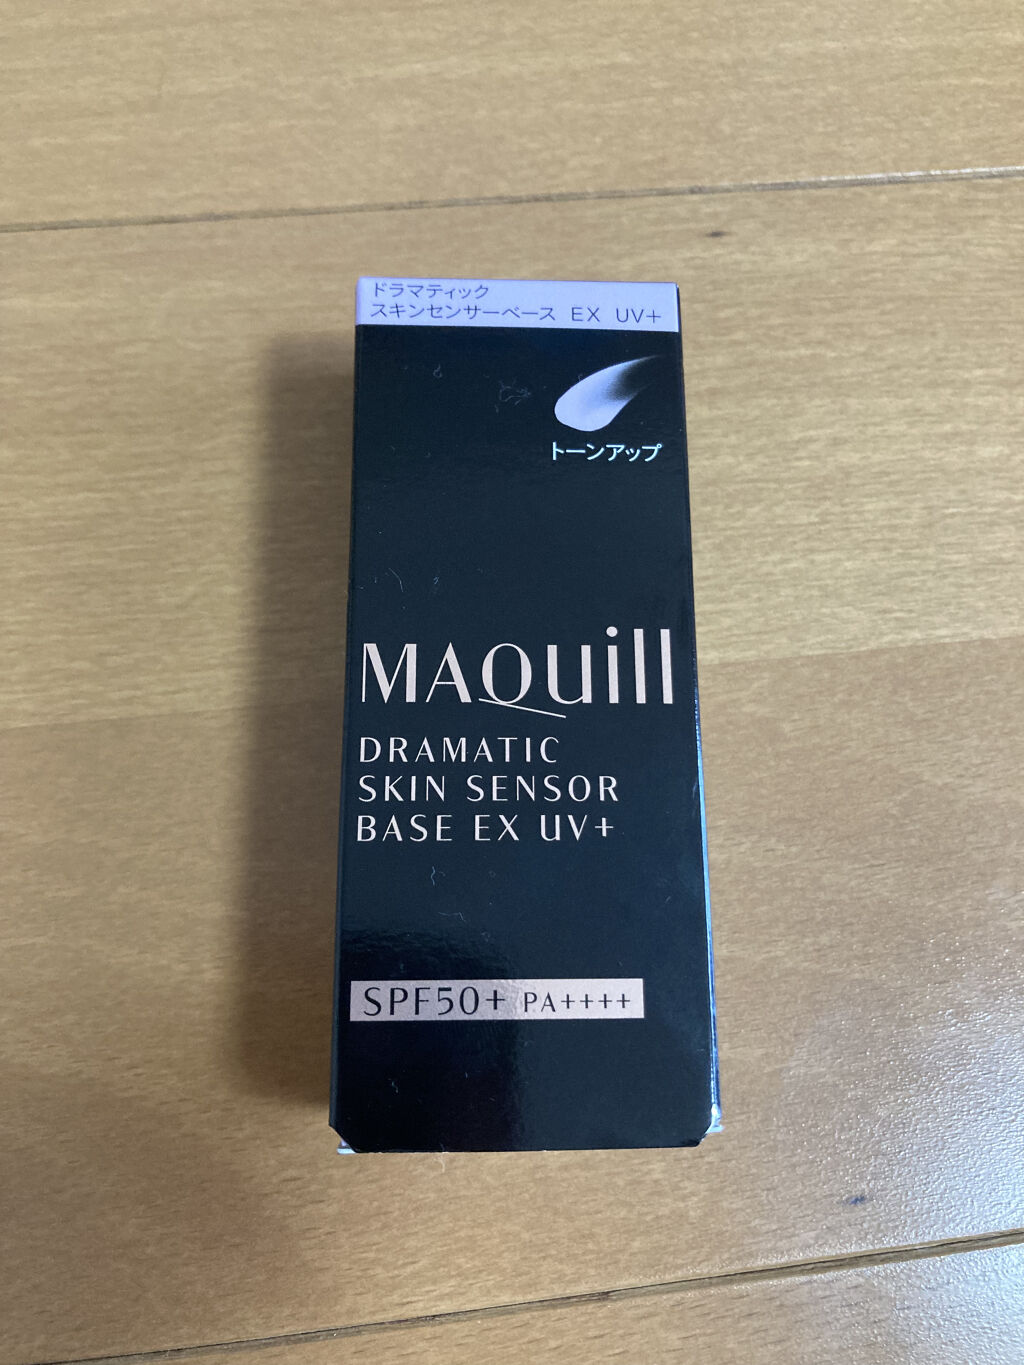 ドラマティック
スキンセンサーベース EX UV+
トーンアップ
MAQuill
DRAMATIC
SKIN SENSOR
BASE EX UV+
SPF50+ PA++++